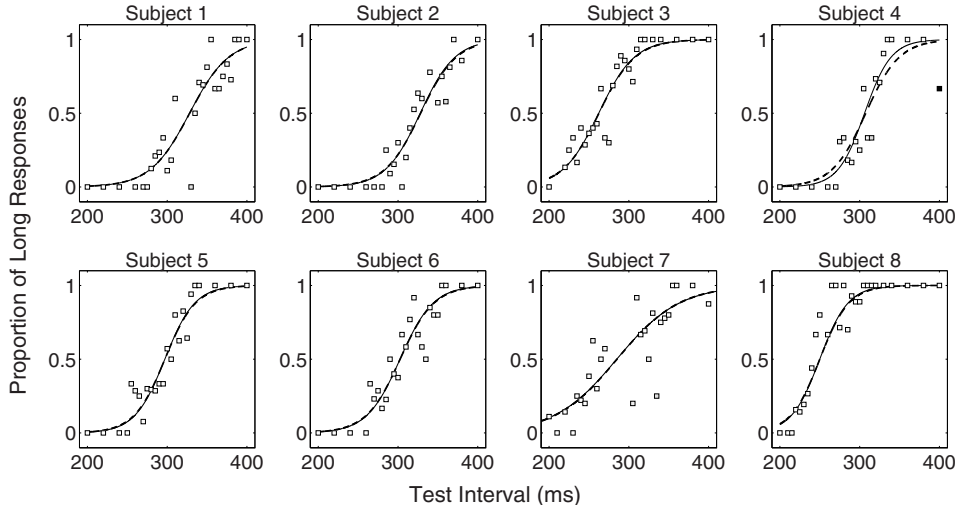 Subject 1 Subject 2 Subject 3 Subject 4
1 1 1 1
0.5 0.5 0.5 0.5
0 0 0 0
200 300 400 200 300 400 200 300 400 200 300 400
Proportion of Long Responses
Subject 5 Subject 6 Subject 7 Subject 8
1 1 1 1
0.5 0.5 0.5 0.5
0 0 0 0
200 300 400 200 300 400 200 300 400 200 300 400
Test Interval (ms)